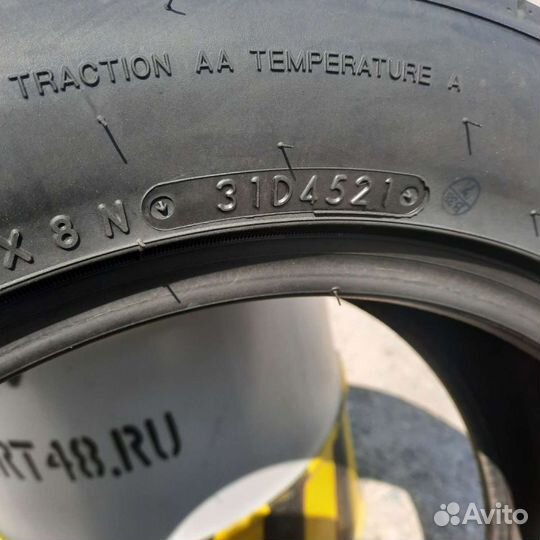 TRACTION AA TEMPERATURE A
X 8 N 31D4521
RT48.RU
Avito